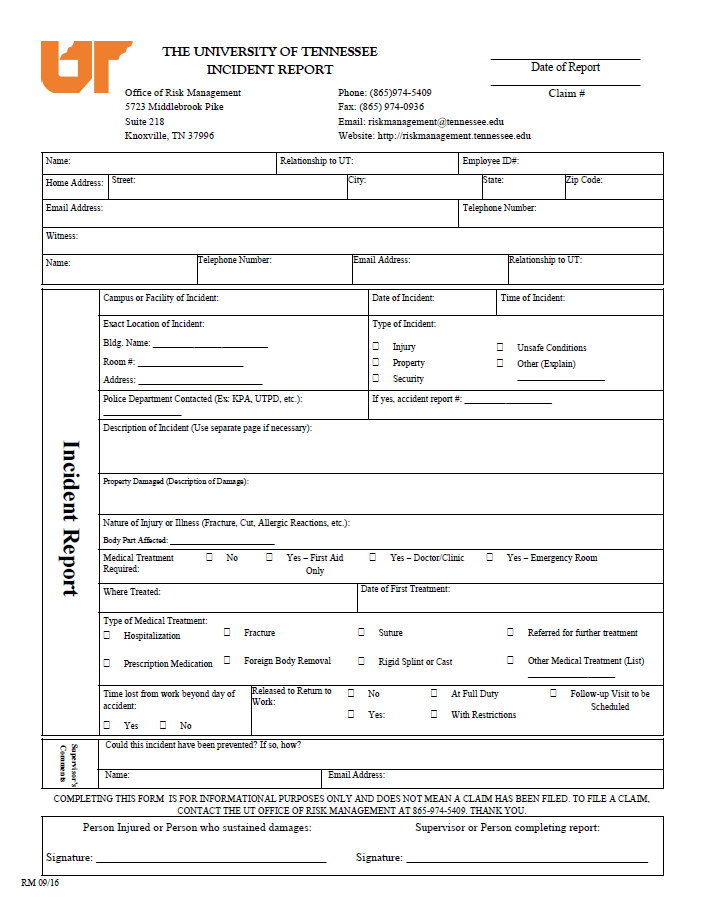 UT
THE UNIVERSITY OF TENNESSEE
INCIDENT REPORT
Date of Report
Claim #
Office of Risk Management
5723 Middlebrook Pike
Suite 218
Knoxville, TN 37996
Phone: (865)974-5409
Fax: (865) 974-0936
Email: riskmanagement@tennessee.edu
Website: http://riskmanagement.tennessee.edu
Name: Relationship to UT: Employee ID#:
Home Address: Street: City: State: Zip Code:
Email Address: Telephone Number:
Witness:
Name: Telephone Number: Email Address: Relationship to UT:
Incident Report
Campus or Facility of Incident: Date of Incident: Time of Incident:
Exact Location of Incident:
Bldg. Name: ______________________
Room #: ______________________
Address: __________________________
Type of Incident:
☐ Injury ☐ Unsafe Conditions
☐ Property ☐ Other (Explain)
☐ Security __________________
Police Department Contacted (Ex: KPA, UTPD, etc.): If yes, accident report #: __________________
________________
Description of Incident (Use separate page if necessary):
Property Damaged (Description of Damage):
Nature of Injury or Illness (Fracture, Cut, Allergic Reactions, etc.):
Body Part Affected: ________________________
Medical Treatment ☐ No ☐ Yes – First Aid ☐ Yes – Doctor/Clinic ☐ Yes – Emergency Room
Required: Only
Where Treated: Date of First Treatment:
Type of Medical Treatment:
☐ Hospitalization ☐ Fracture ☐ Suture ☐ Referred for further treatment
☐ Prescription Medication ☐ Foreign Body Removal ☐ Rigid Splint or Cast ☐ Other Medical Treatment (List)
__________________
Time lost from work beyond day of
accident:
☐ Yes ☐ No
Released to Return to
Work:
☐ No ☐ At Full Duty ☐ Follow-up Visit to be
Scheduled
☐ Yes: ☐ With Restrictions
Supervisor's
Comments
Could this incident have been prevented? If so, how?
Name: Email Address:
COMPLETING THIS FORM IS FOR INFORMATIONAL PURPOSES ONLY AND DOES NOT MEAN A CLAIM HAS BEEN FILED. TO FILE A CLAIM,
CONTACT THE UT OFFICE OF RISK MANAGEMENT AT 865-974-5409. THANK YOU.
Person Injured or Person who sustained damages: Supervisor or Person completing report:
Signature: ________________________________ Signature: ________________________________
RM 09/16